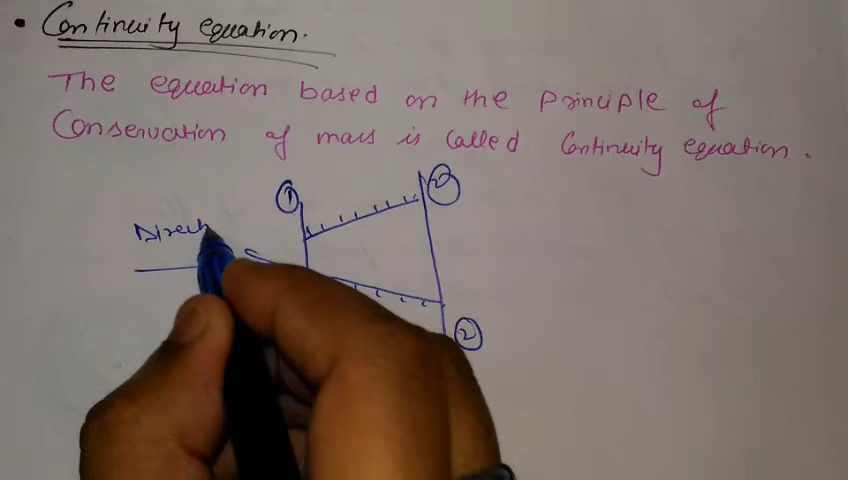 • Continuity equation.
The equation based on the principle of
Conservation of mass is called Continuity equation.
① ②
Direct
②